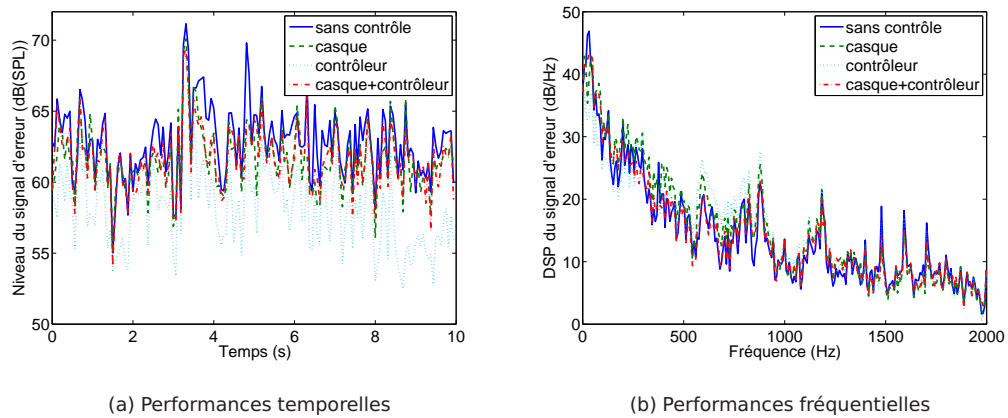 70
65
60
55
50
0
2
4
6
8
10
Niveau du signal d'erreur (dB(SPL))
Temps (s)
sans contrôle
casque
contrôleur
casque+contrôleur
(a) Performances temporelles
50
40
30
20
10
0
0
500
1000
1500
2000
DSP du signal d'erreur (dB/Hz)
Fréquence (Hz)
sans contrôle
casque
contrôleur
casque+contrôleur
(b) Performances fréquentielles